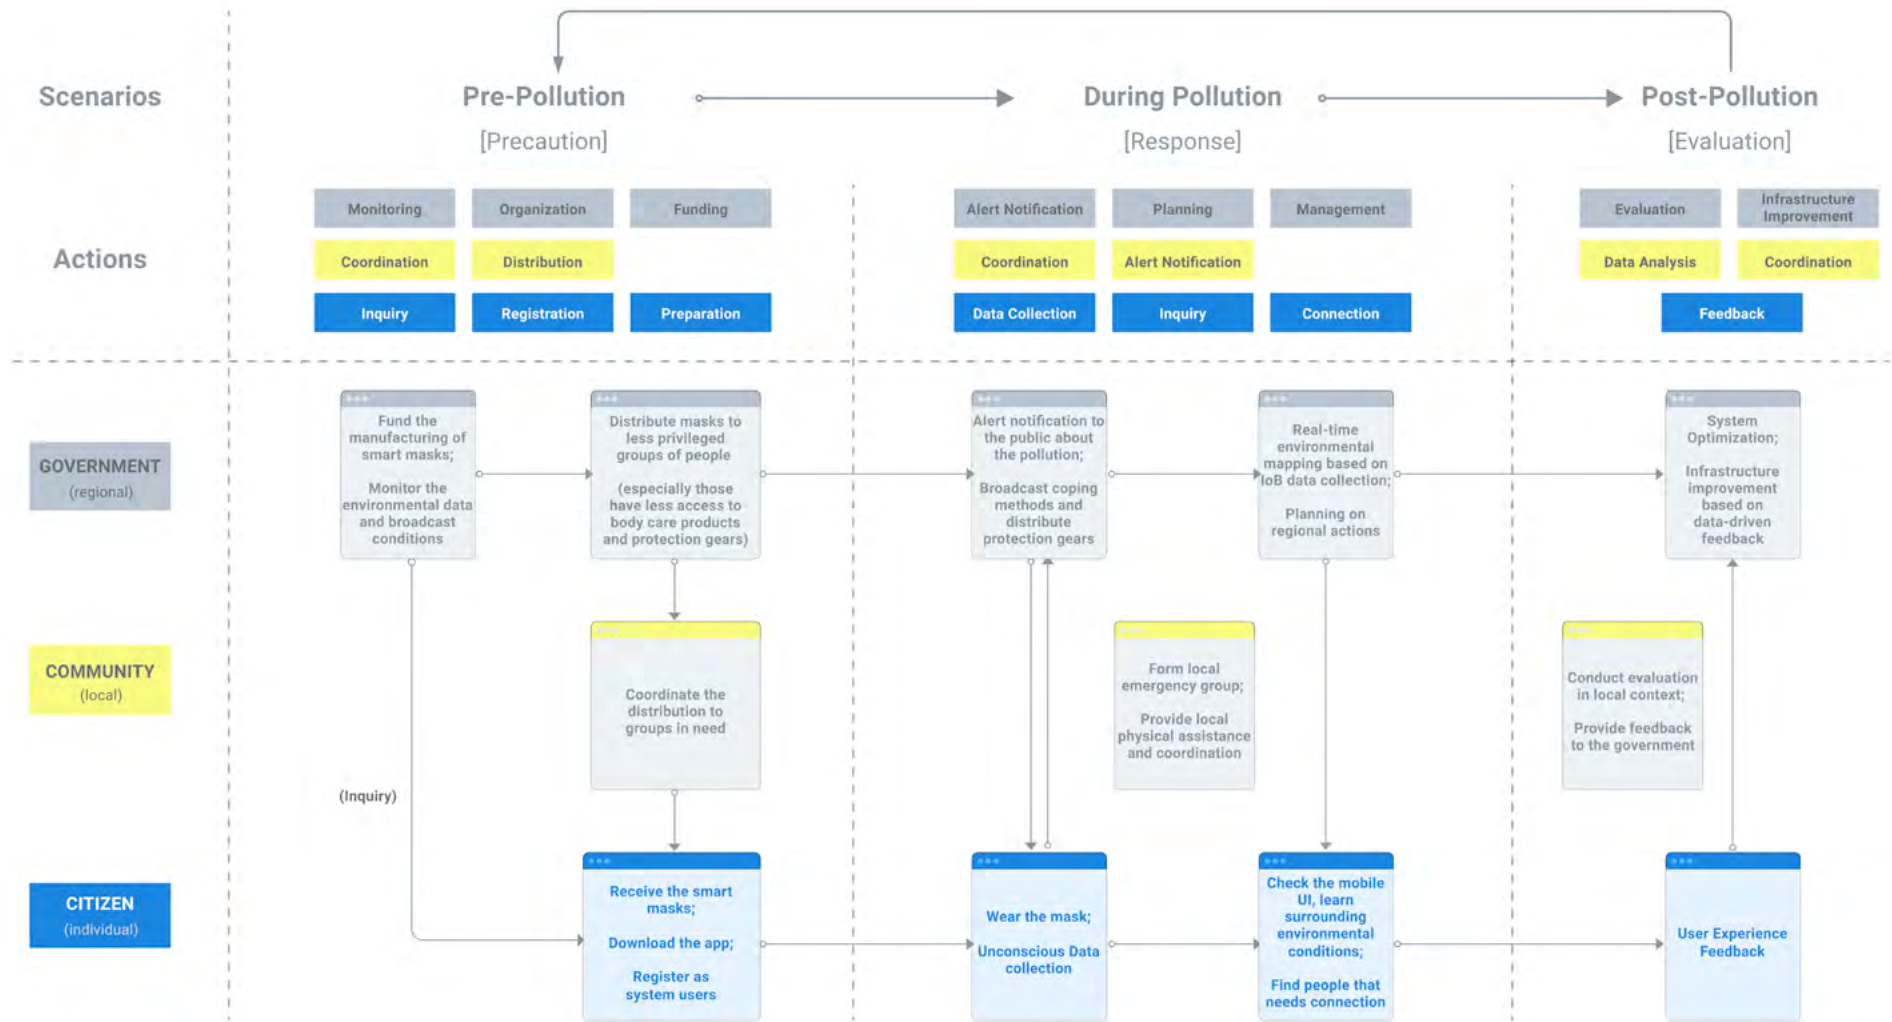 Scenarios
Pre-Pollution
[Precaution]
During Pollution
[Response]
Post-Pollution
[Evaluation]
Actions
Monitoring
Organization
Funding
Coordination
Distribution
Inquiry
Registration
Preparation
Alert Notification
Planning
Management
Coordination
Alert Notification
Data Collection
Inquiry
Connection
Evaluation
Infrastructure
Improvement
Data Analysis
Coordination
Feedback
GOVERNMENT
(regional)
Fund the
manufacturing of
smart masks;
Monitor the
environmental data
and broadcast
conditions
Distribute masks to
less privileged
groups of people
(especially those
have less access to
body care products
and protection gears)
Alert notification to
the public about
the pollution;
Broadcast coping
methods and
distribute
protection gears
Real-time
environmental
mapping based on
IoB data collection;
Planning on
regional actions
System
Optimization;
Infrastructure
improvement
based on
data-driven
feedback
COMMUNITY
(local)
Coordinate the
distribution to
groups in need
Form local
emergency group;
Provide local
physical assistance
and coordination
Conduct evaluation
in local context;
Provide feedback
to the government
(Inquiry)
CITIZEN
(individual)
Receive the smart
masks;
Download the app;
Register as
system users
Wear the mask;
Unconscious Data
collection
Check the mobile
UI, learn
surrounding
environmental
conditions;
Find people that
needs connection
User Experience
Feedback